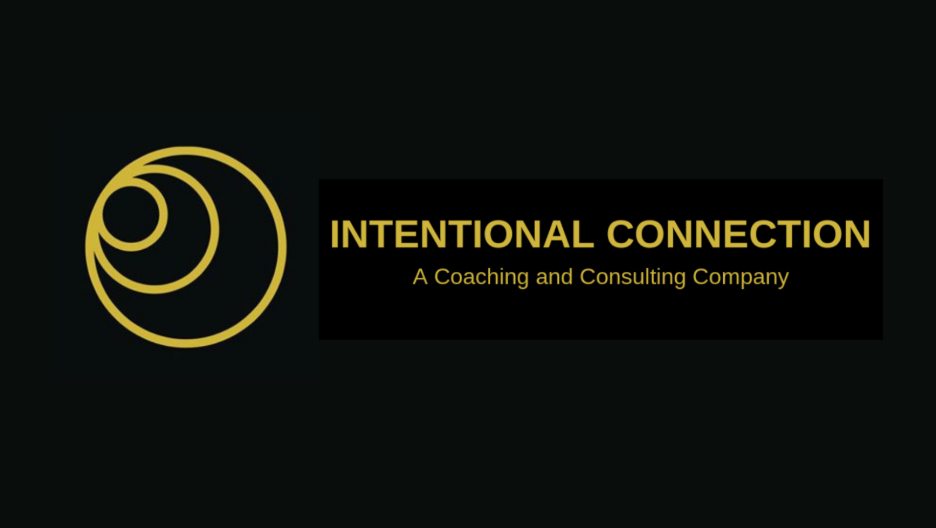 INTENTIONAL CONNECTION
A Coaching and Consulting Company